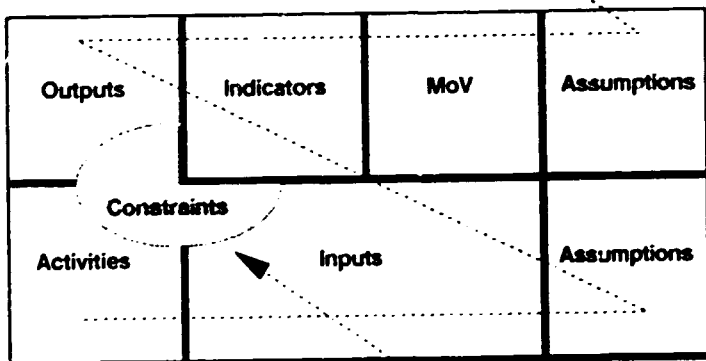 Outputs
Indicators
MoV
Assumptions
Constraints
Activities
Inputs
Assumptions